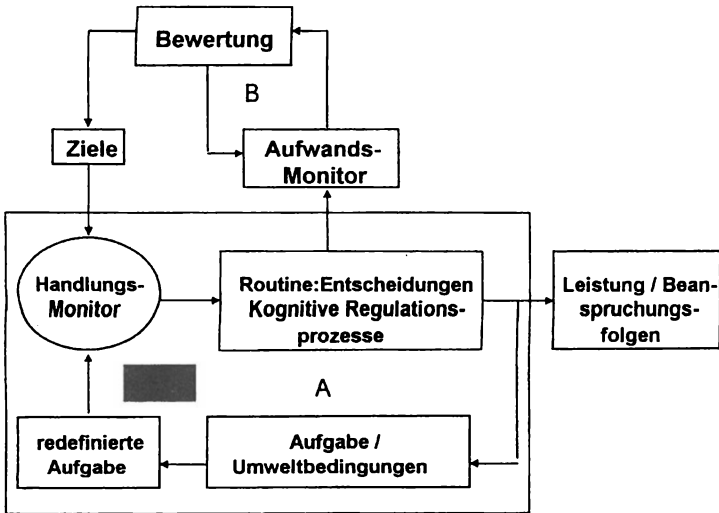 Bewertung
B
Ziele
Aufwands-
Monitor
Handlungs-
Monitor
Routine:Entscheidungen
Kognitive Regulations-
prozesse
Leistung / Bean-
spruchungs-
folgen
A
redefinierte
Aufgabe
Aufgabe /
Umweltbedingungen